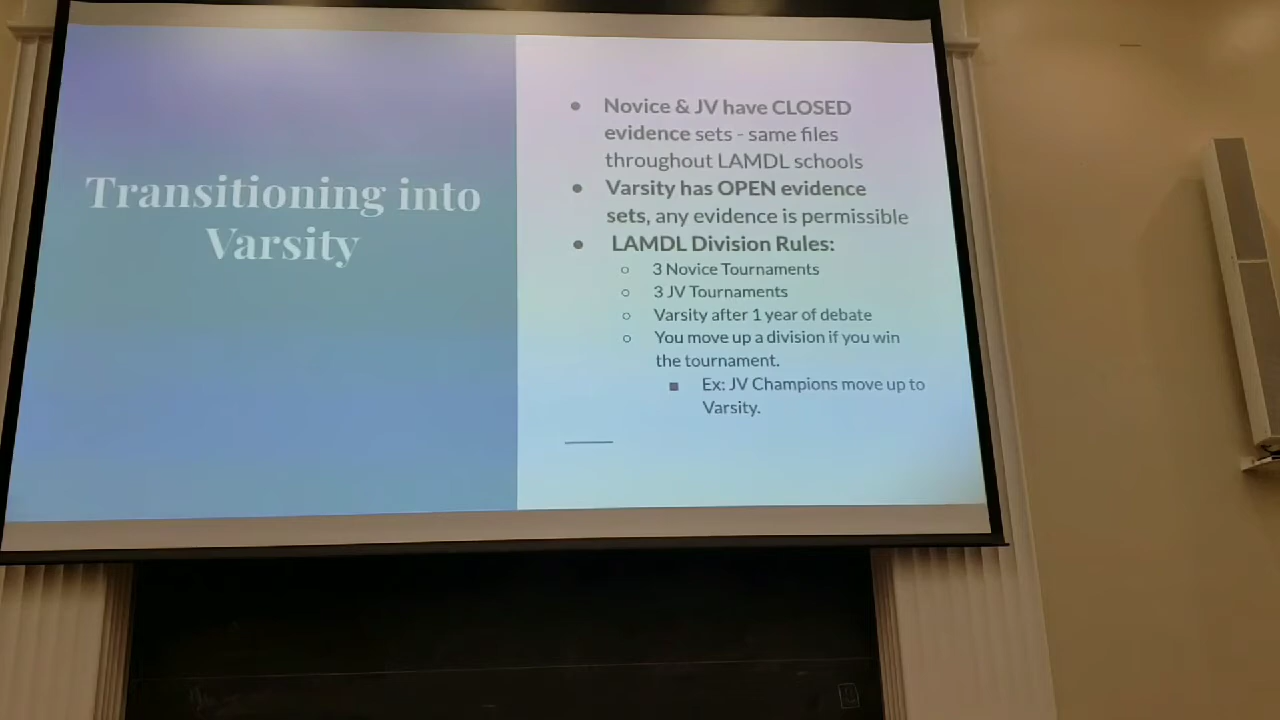 Transitioning into
Varsity
● Novice & JV have CLOSED
evidence sets - same files
throughout LAMDL schools
● Varsity has OPEN evidence
sets, any evidence is permissible
● LAMDL Division Rules:
○ 3 Novice Tournaments
○ 3 JV Tournaments
○ Varsity after 1 year of debate
○ You move up a division if you win
the tournament.
■ Ex: JV Champions move up to
Varsity.